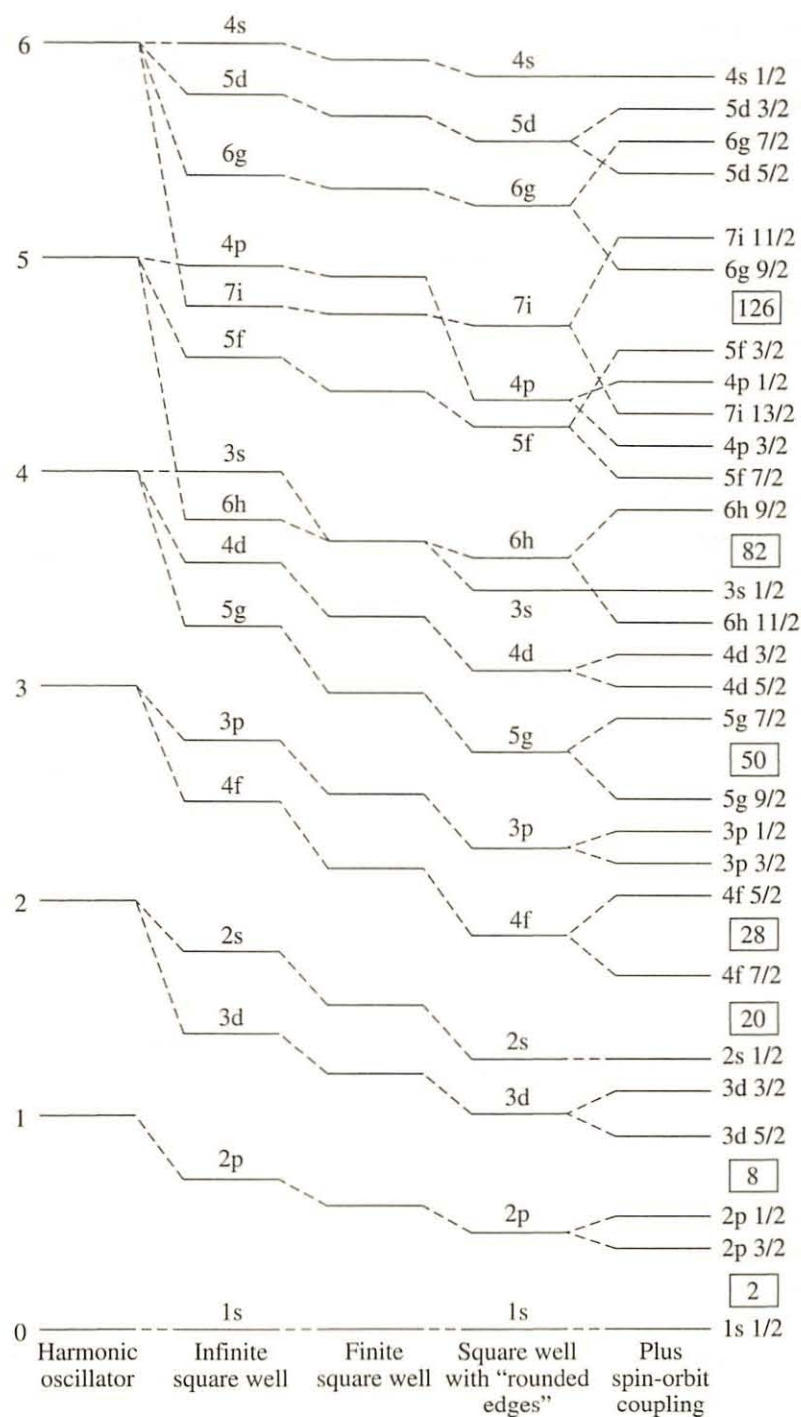 6
5
4
3
2
1
0
4s
5d
6g
4p
7i
5f
3s
6h
4d
5g
3p
4f
2s
3d
2p
1s
4s
5d
6g
7i
4p
5f
6h
3s
4d
5g
3p
4f
2s
3d
2p
1s
4s 1/2
5d 3/2
6g 7/2
5d 5/2
7i 11/2
6g 9/2
126
5f 3/2
4p 1/2
7i 13/2
4p 3/2
5f 7/2
6h 9/2
82
3s 1/2
6h 11/2
4d 3/2
4d 5/2
5g 7/2
50
5g 9/2
3p 1/2
3p 3/2
4f 5/2
28
4f 7/2
20
2s 1/2
3d 3/2
3d 5/2
8
2p 1/2
2p 3/2
2
1s 1/2
Harmonic
oscillator
Infinite
square well
Finite
square well
Square well
with “rounded
edges”
Plus
spin-orbit
coupling